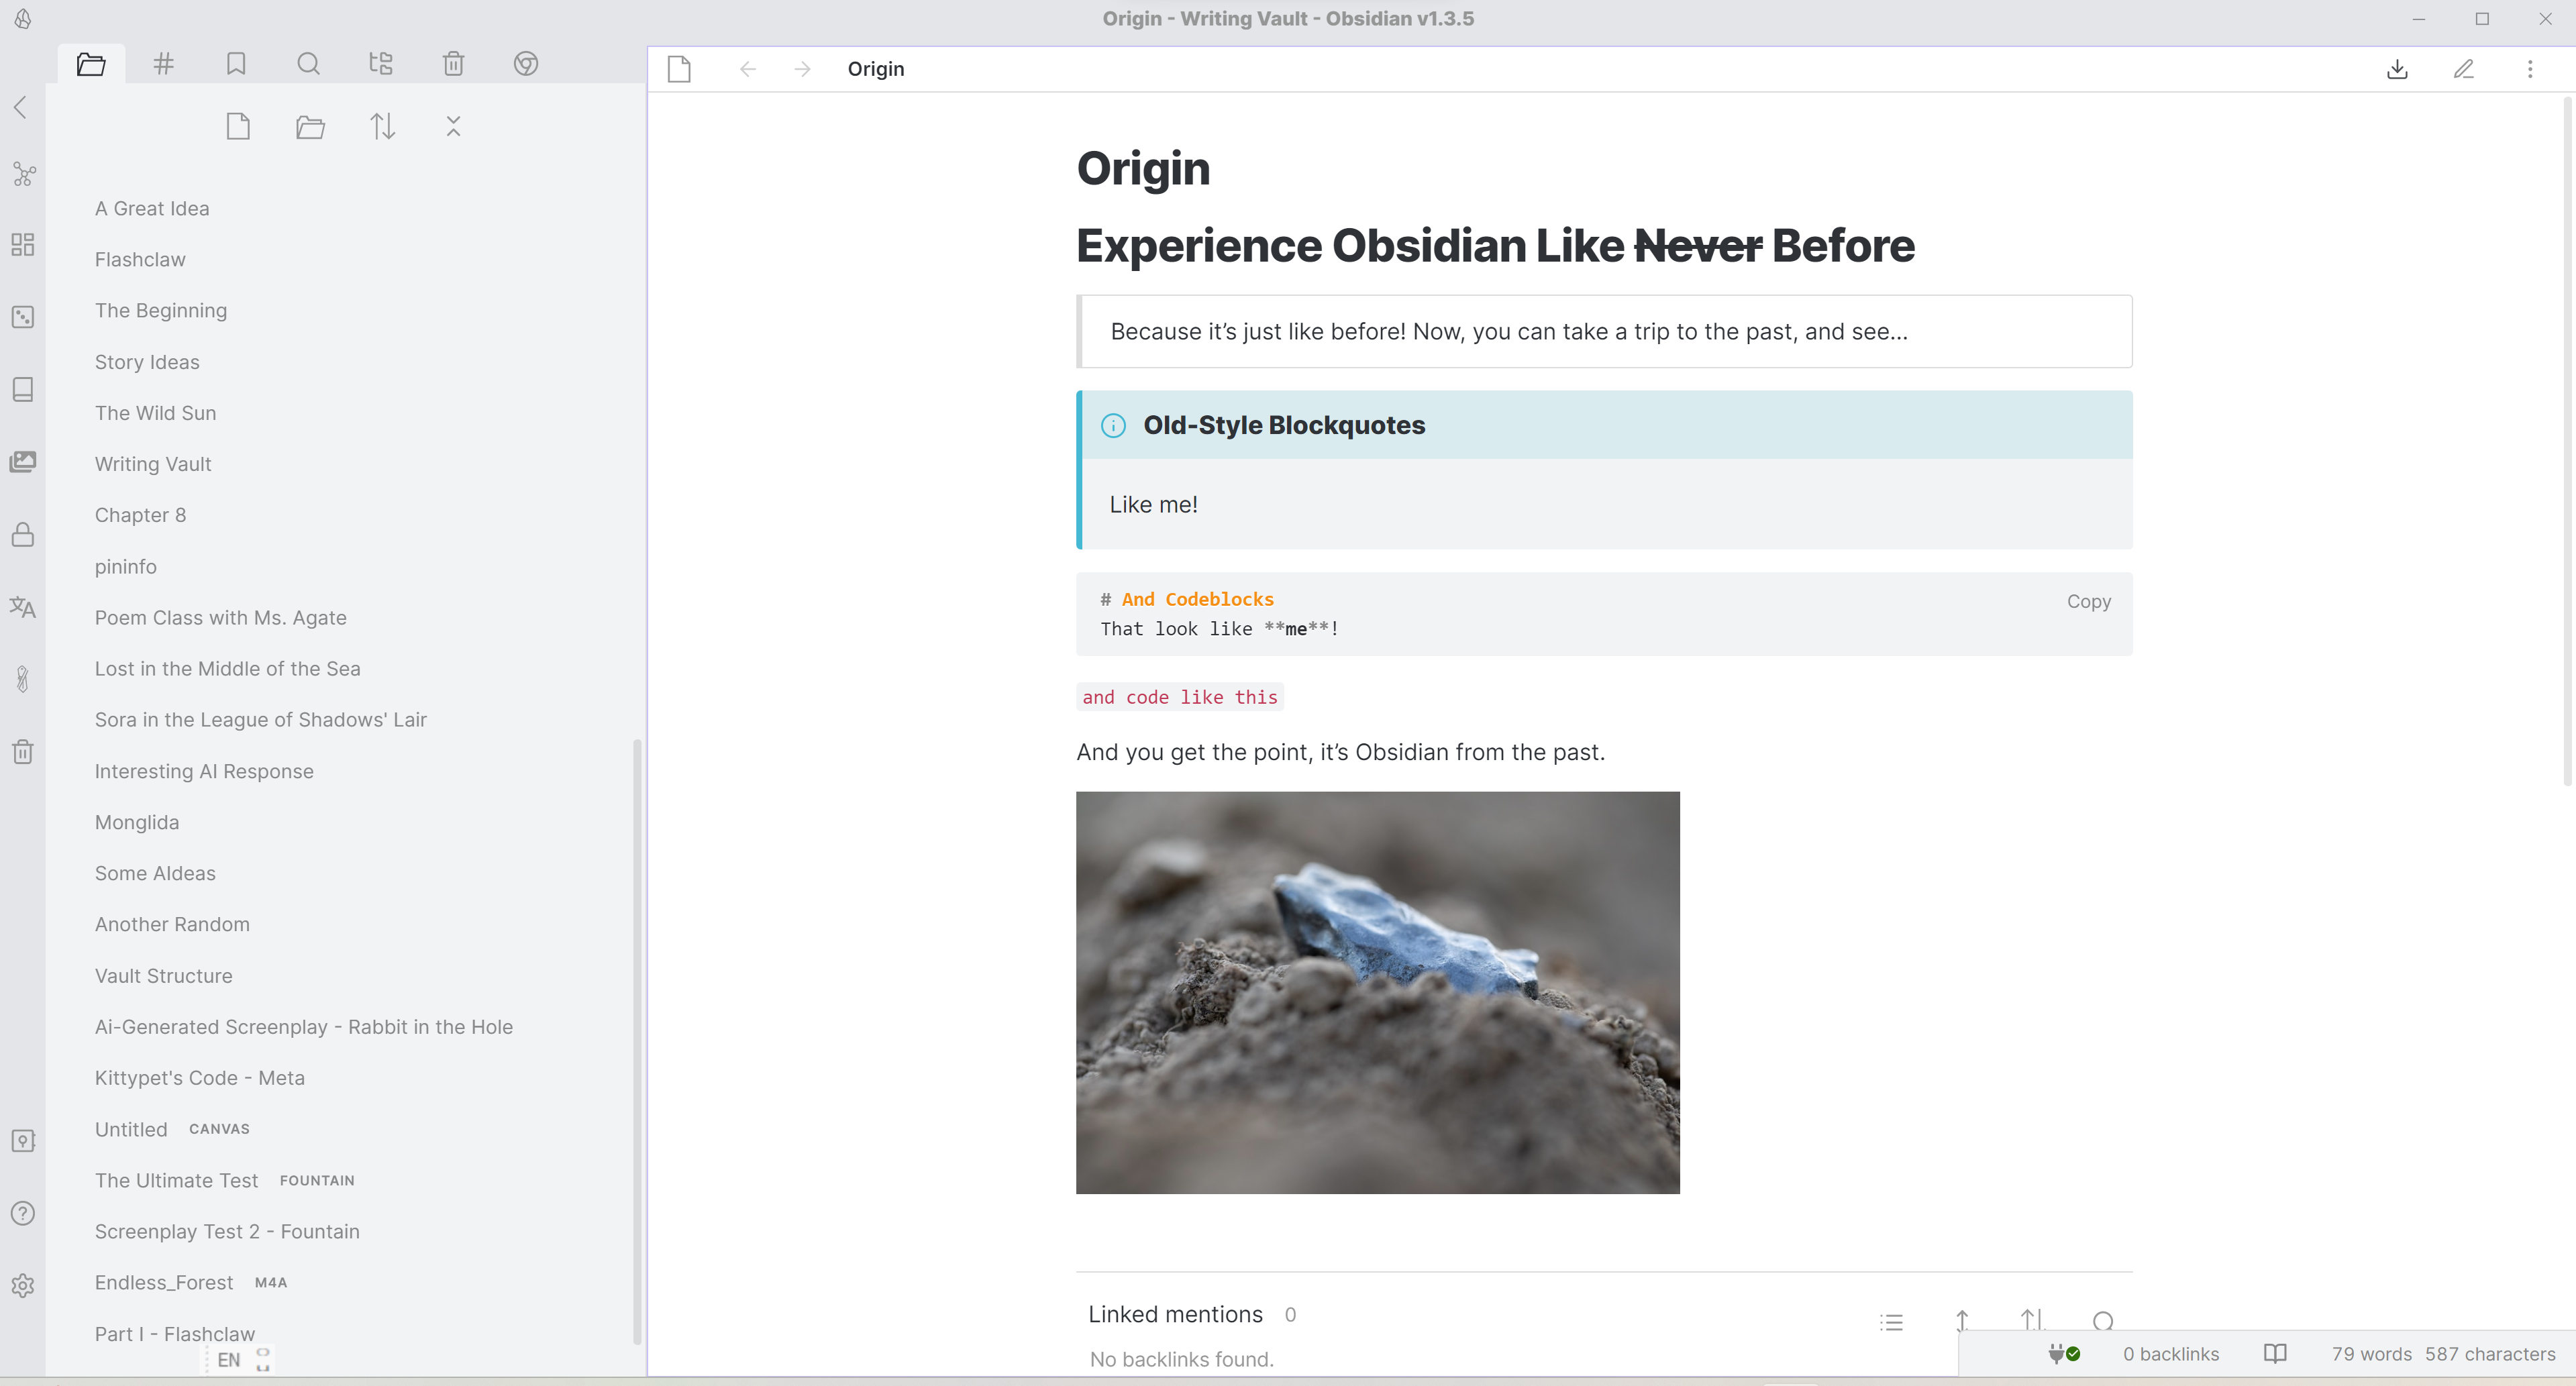 Origin - Writing Vault - Obsidian v1.3.5
Origin
A Great Idea
Flashclaw
The Beginning
Story Ideas
The Wild Sun
Writing Vault
Chapter 8
pininfo
Poem Class with Ms. Agate
Lost in the Middle of the Sea
Sora in the League of Shadows' Lair
Interesting AI Response
Monglida
Some AIdeas
Another Random
Vault Structure
Ai-Generated Screenplay - Rabbit in the Hole
Kittypet's Code - Meta
Untitled CANVAS
The Ultimate Test FOUNTAIN
Screenplay Test 2 - Fountain
Endless_Forest M4A
Part I - Flashclaw
EN
Origin
Experience Obsidian Like Never Before
Because it’s just like before! Now, you can take a trip to the past, and see...
Old-Style Blockquotes
Like me!
# And Codeblocks
Copy
That look like **me**!
and code like this
And you get the point, it’s Obsidian from the past.
Linked mentions 0
No backlinks found.
0 backlinks
79 words 587 characters